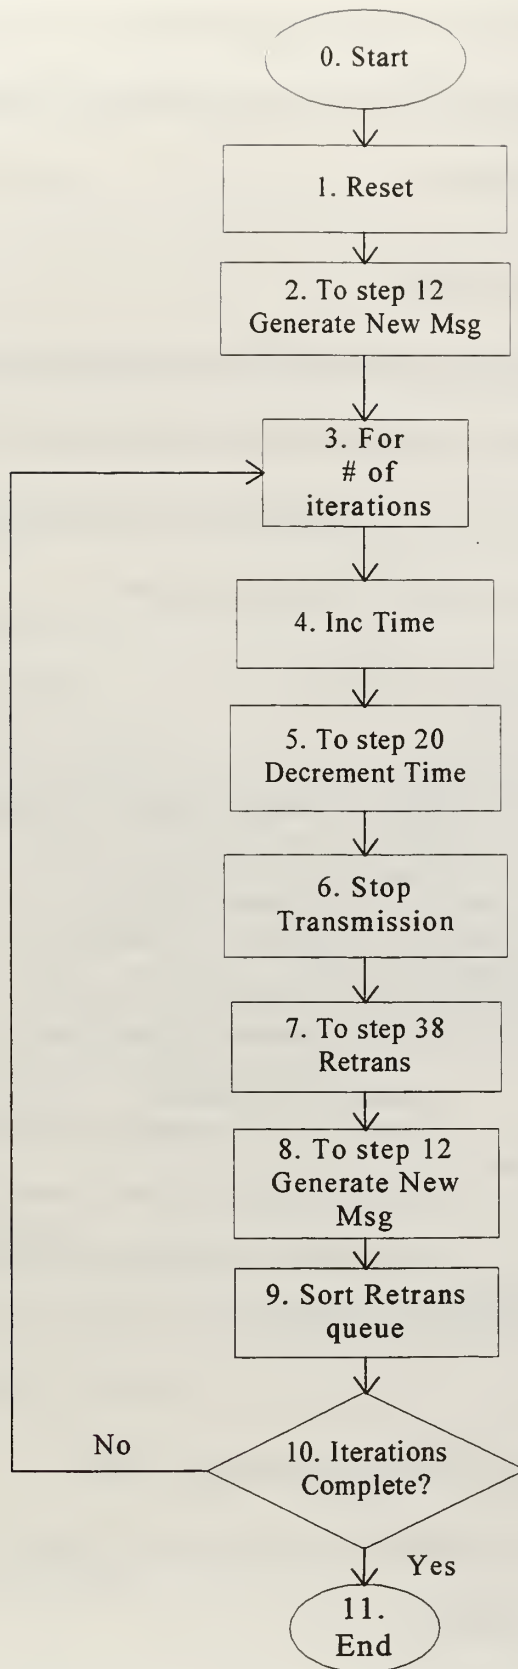 0. Start
1. Reset
2. To step 12
Generate New Msg
3. For
# of
iterations
4. Inc Time
5. To step 20
Decrement Time
6. Stop
Transmission
7. To step 38
Retrans
8. To step 12
Generate New
Msg
9. Sort Retrans
queue
No
10. Iterations
Complete?
Yes
11.
End